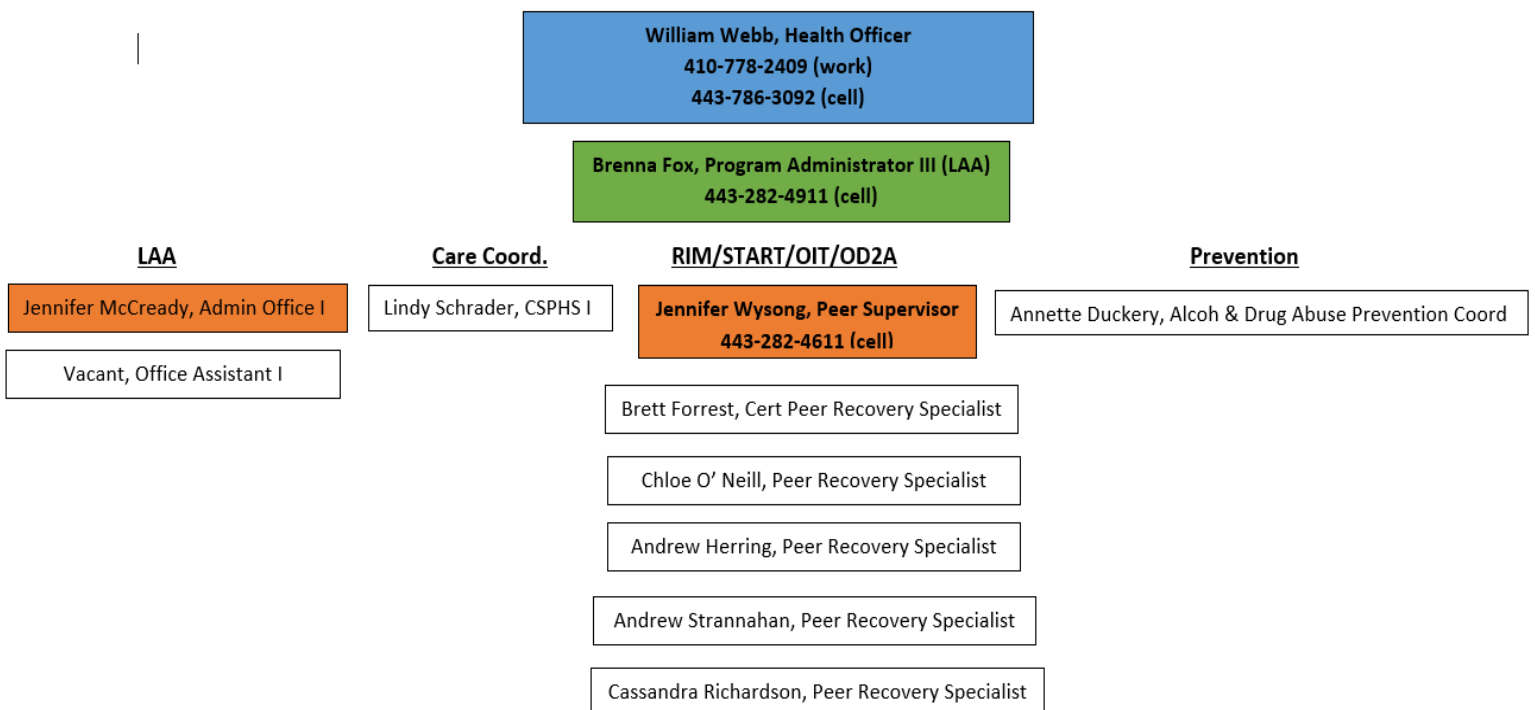 William Webb, Health Officer
410-778-2409 (work)
443-786-3092 (cell)
Brenna Fox, Program Administrator III (LAA)
443-282-4911 (cell)
LAA
Jennifer McCready, Admin Office I
Vacant, Office Assistant I
Care Coord.
Lindy Schrader, CSPHS I
RIM/START/OIT/OD2A
Jennifer Wysong, Peer Supervisor
443-282-4611 (cell)
Brett Forrest, Cert Peer Recovery Specialist
Chloe O’ Neill, Peer Recovery Specialist
Andrew Herring, Peer Recovery Specialist
Andrew Strannahan, Peer Recovery Specialist
Cassandra Richardson, Peer Recovery Specialist
Prevention
Annette Duckery, Alcoh & Drug Abuse Prevention Coord